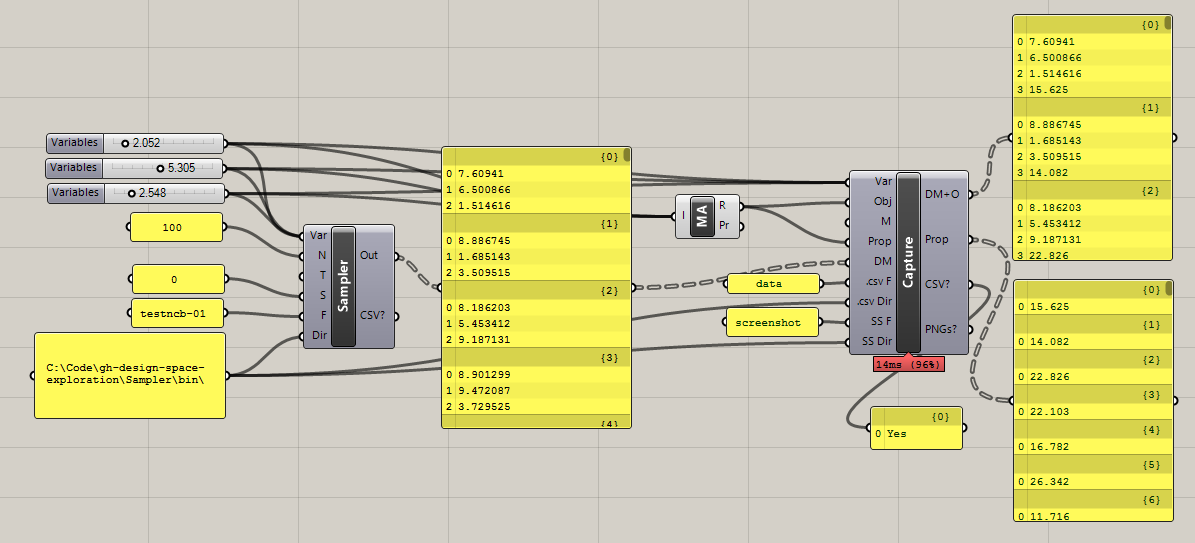 Variables 2.052
Variables 5.305
Variables 2.548
100
0
testncb-01
C:\Code\gh-design-space-
exploration\Sampler\bin\
Var
N
T
S
F
Dir
Sampler
Out
CSV?
{0}
0 7.60941
1 6.500866
2 1.514616
{1}
0 8.886745
1 1.685143
2 3.509515
{2}
0 8.186203
1 5.453412
2 9.187131
{3}
0 8.901299
1 9.472087
2 3.729525
{4}
I
MA
R
Pr
data
screenshot
Var
Obj
M
Prop
DM
.csv F
.csv Dir
SS F
SS Dir
Capture
DM+O
Prop
CSV?
PNGs?
14ms (96%)
{0}
0 Yes
{0}
0 7.60941
1 6.500866
2 1.514616
3 15.625
{1}
0 8.886745
1 1.685143
2 3.509515
3 14.082
{2}
0 8.186203
1 5.453412
2 9.187131
3 22.826
{0}
0 15.625
{1}
0 14.082
{2}
0 22.826
{3}
0 22.103
{4}
0 16.782
{5}
0 26.342
{6}
0 11.716